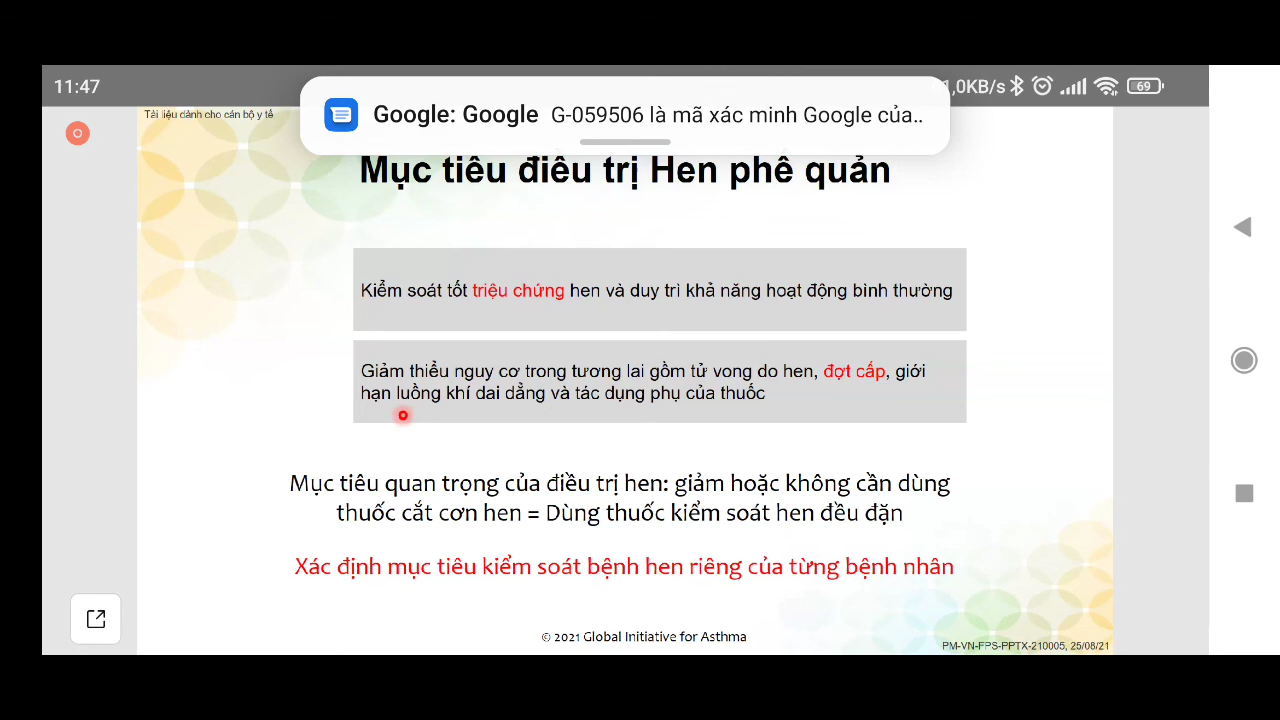 11:47
1,0KB/s
69
Google: Google G-059506 là mã xác minh Google của..
Tài liệu dành cho cán bộ y tế
Mục tiêu điều trị Hen phế quản
Kiểm soát tốt triệu chứng hen và duy trì khả năng hoạt động bình thường
Giảm thiểu nguy cơ trong tương lai gồm tử vong do hen, đợt cấp, giới
hạn luồng khí dai dẳng và tác dụng phụ của thuốc
Mục tiêu quan trọng của điều trị hen: giảm hoặc không cần dùng
thuốc cắt cơn hen = Dùng thuốc kiểm soát hen đều đặn
Xác định mục tiêu kiểm soát bệnh hen riêng của từng bệnh nhân
© 2021 Global Initiative for Asthma
PM-VN-FPS-PPTX-210005, 25/08/21